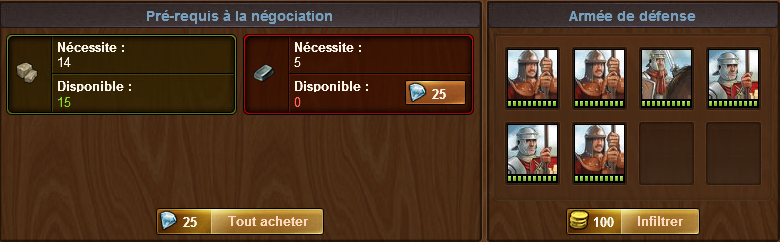 Pré-requis à la négociation
Nécessite :
14
Disponible :
15
Nécessite :
5
Disponible :
0
25
25 Tout acheter
Armée de défense
100 Infiltrer